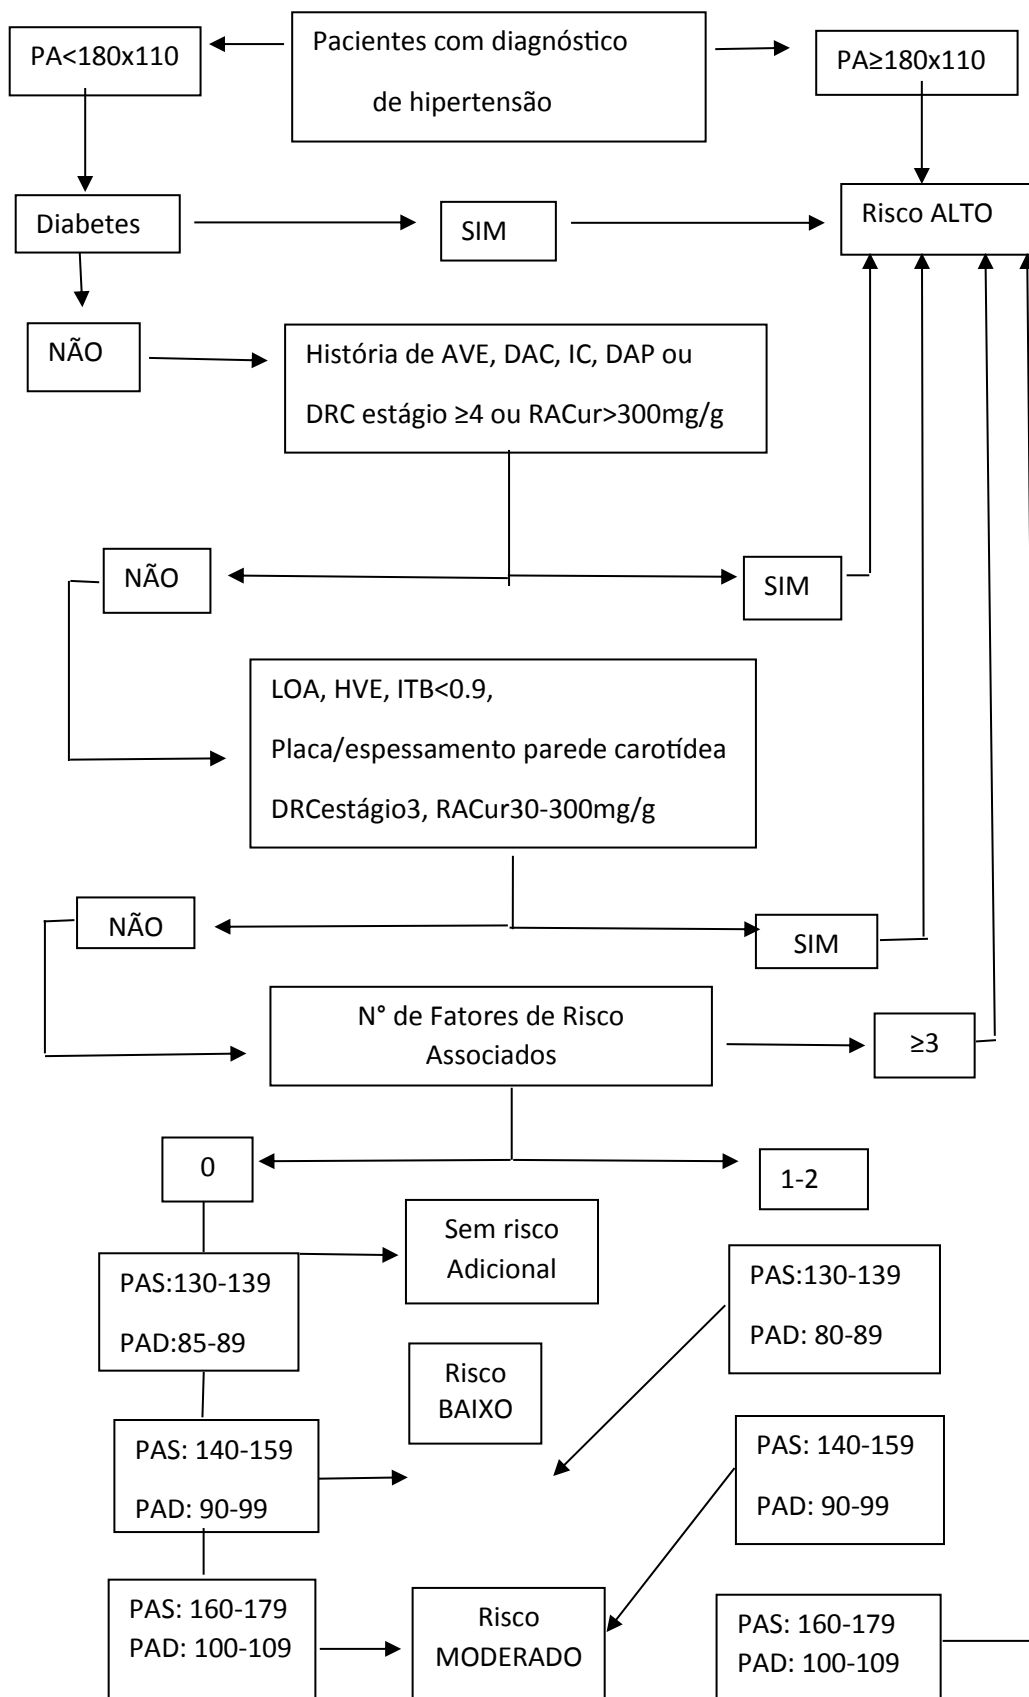 PA<180x110
Pacientes com diagnóstico
de hipertensão
PA≥180x110
Diabetes
SIM
Risco ALTO
NÃO
História de AVE, DAC, IC, DAP ou
DRC estágio ≥4 ou RACur>300mg/g
NÃO
SIM
LOA, HVE, ITB<0.9,
Placa/espessamento parede carotídea
DRCestágio3, RACur30-300mg/g
NÃO
SIM
N° de Fatores de Risco
Associados
≥3
0
1-2
Sem risco
Adicional
PAS:130-139
PAD:85-89
PAS:130-139
PAD: 80-89
Risco
BAIXO
PAS: 140-159
PAD: 90-99
PAS: 140-159
PAD: 90-99
PAS: 160-179
PAD: 100-109
Risco
MODERADO
PAS: 160-179
PAD: 100-109